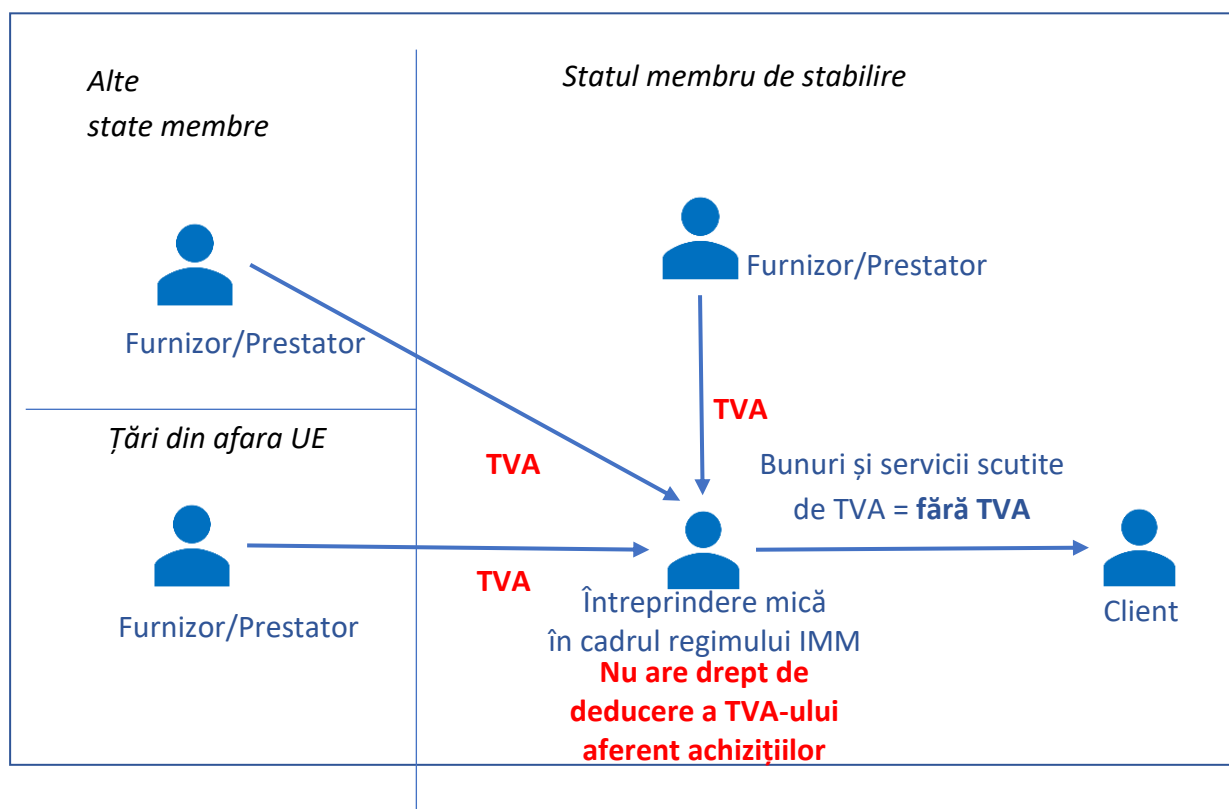 Alte
state membre
Statul membru de stabilire
Furnizor/Prestator
Furnizor/Prestator
TVA
Țări din afara UE
TVA
Bunuri și servicii scutite
de TVA = fără TVA
TVA
Furnizor/Prestator
Întreprindere mică
în cadrul regimului IMM
Nu are drept de
deducere a TVA-ului
aferent achizițiilor
Client